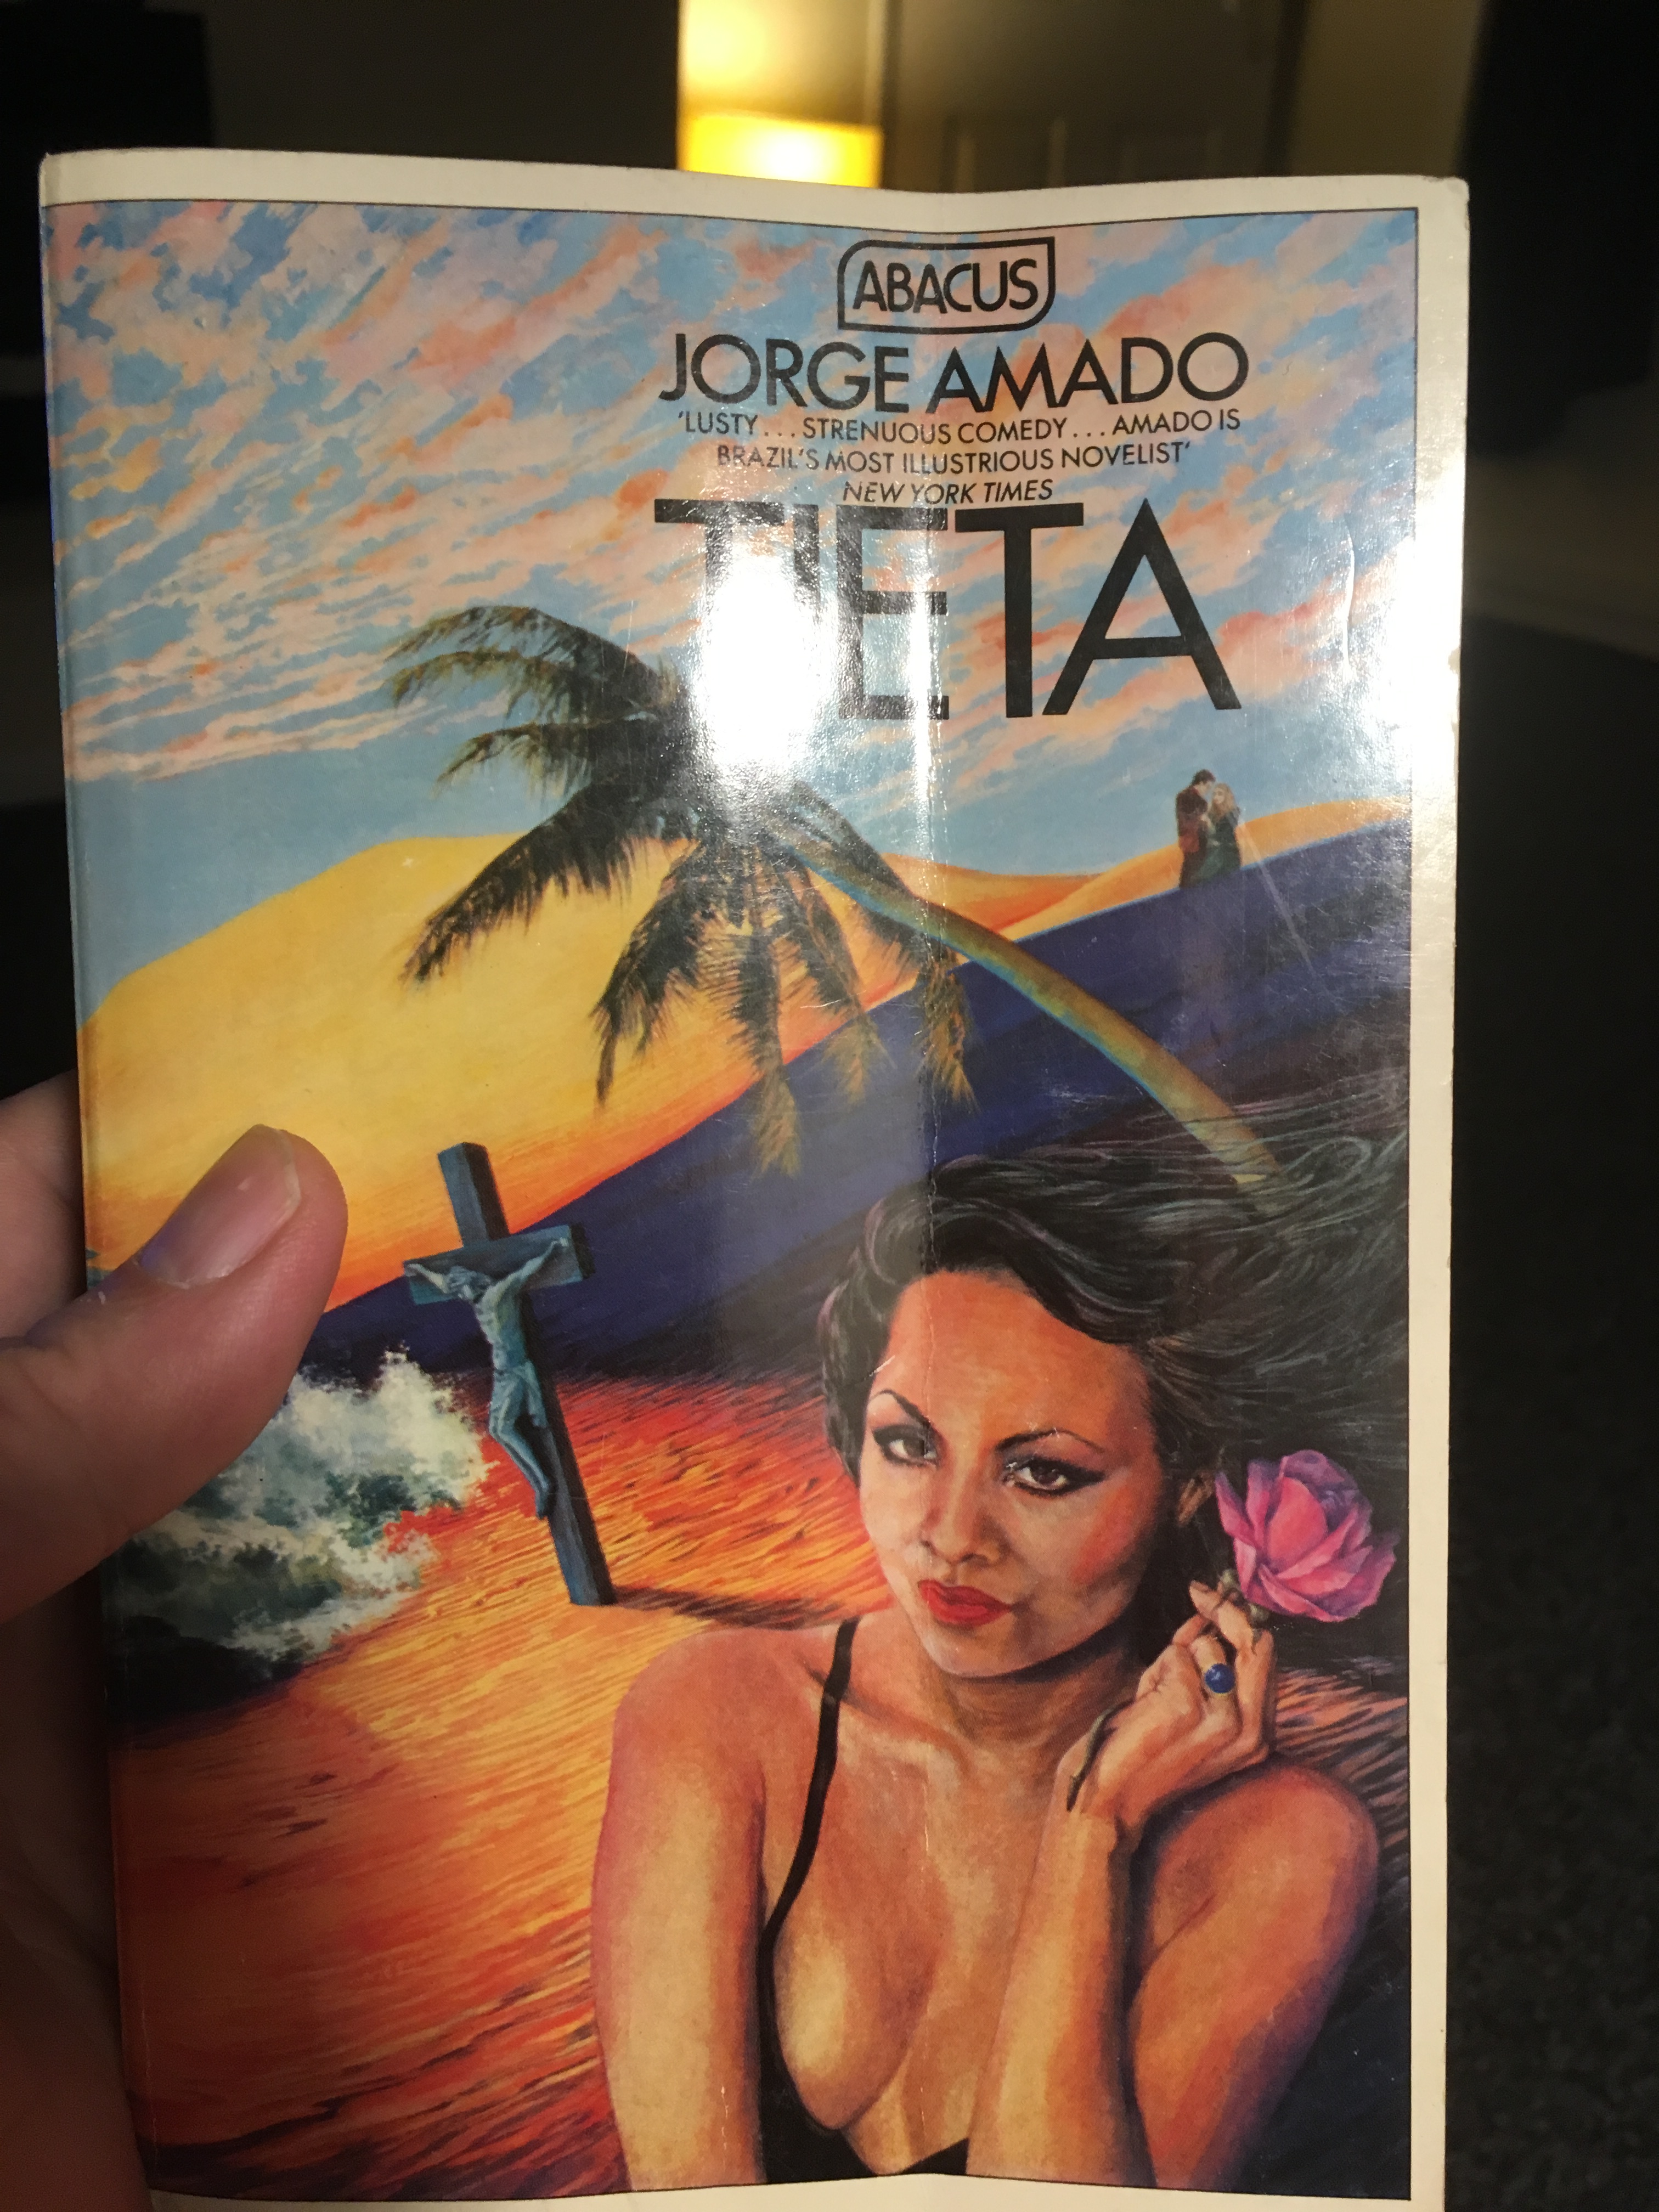 ABACUS
JORGE AMADO
'LUSTY . . . STRENUOUS COMEDY . . . AMADO IS
BRAZIL'S MOST ILLUSTRIOUS NOVELIST'
NEW YORK TIMES
TIETA